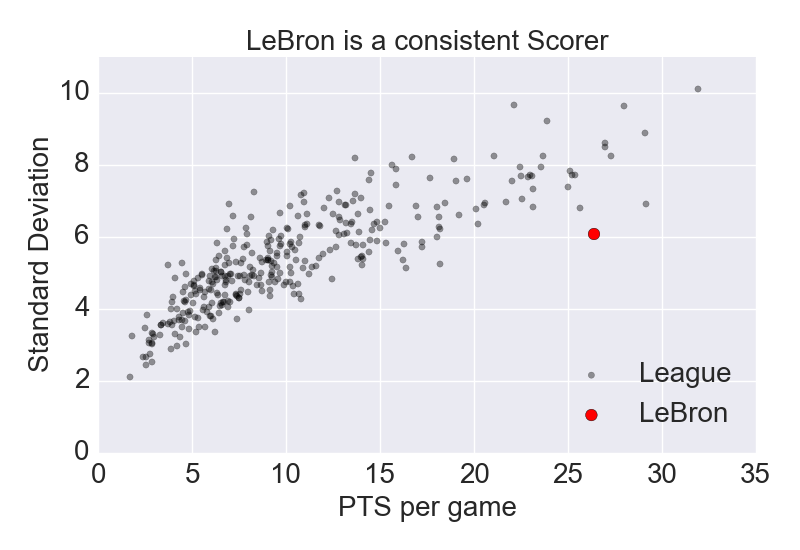 LeBron is a consistent Scorer
10
8
6
4
2
0
Standard Deviation
League
LeBron
0 5 10 15 20 25 30 35
PTS per game